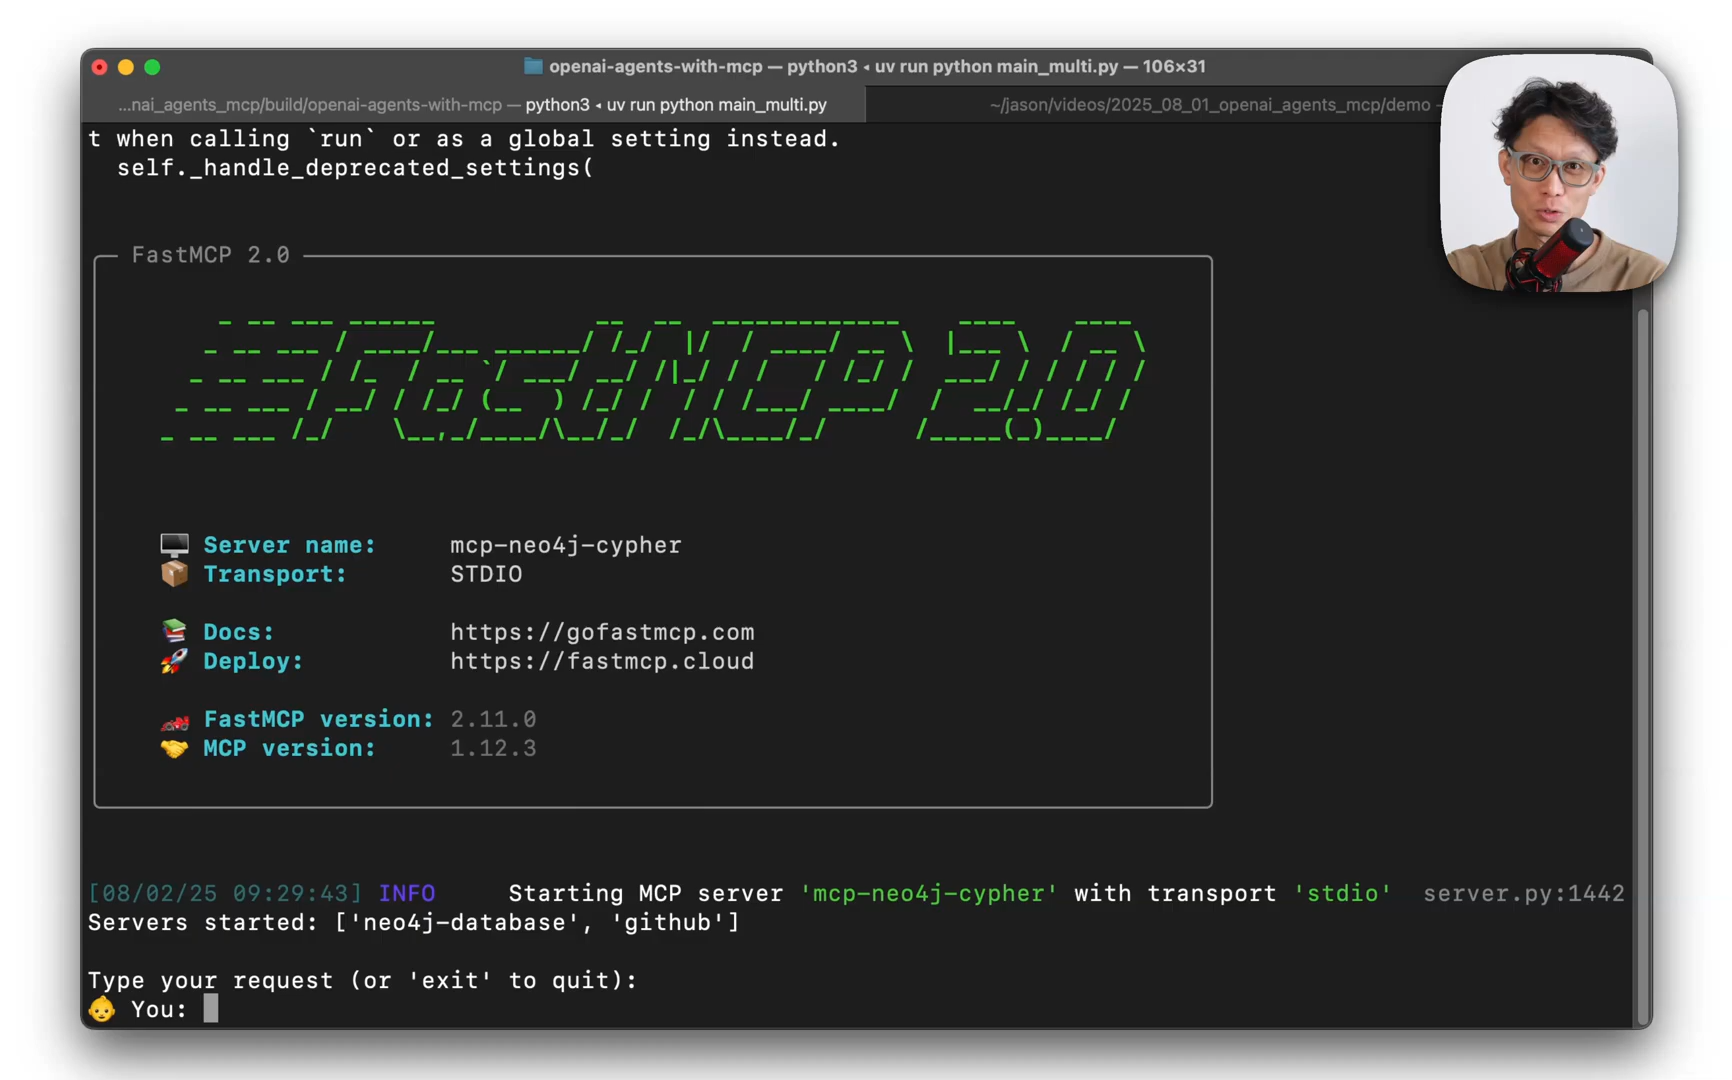 openai-agents-with-mcp — python3 ◂ uv run python main_multi.py — 106×31
...nai_agents_mcp/build/openai-agents-with-mcp — python3 ◂ uv run python main_multi.py
~/jason/videos/2025_08_01_openai_agents_mcp/demo —
t when calling `run` or as a global setting instead.
self._handle_deprecated_settings(
FastMCP 2.0
FastMCP 2.0
Server name: mcp-neo4j-cypher
Transport: STDIO
Docs: https://gofastmcp.com
Deploy: https://fastmcp.cloud
FastMCP version: 2.11.0
MCP version: 1.12.3
[08/02/25 09:29:43] INFO Starting MCP server 'mcp-neo4j-cypher' with transport 'stdio' server.py:1442
Servers started: ['neo4j-database', 'github']
Type your request (or 'exit' to quit):
👶 You: